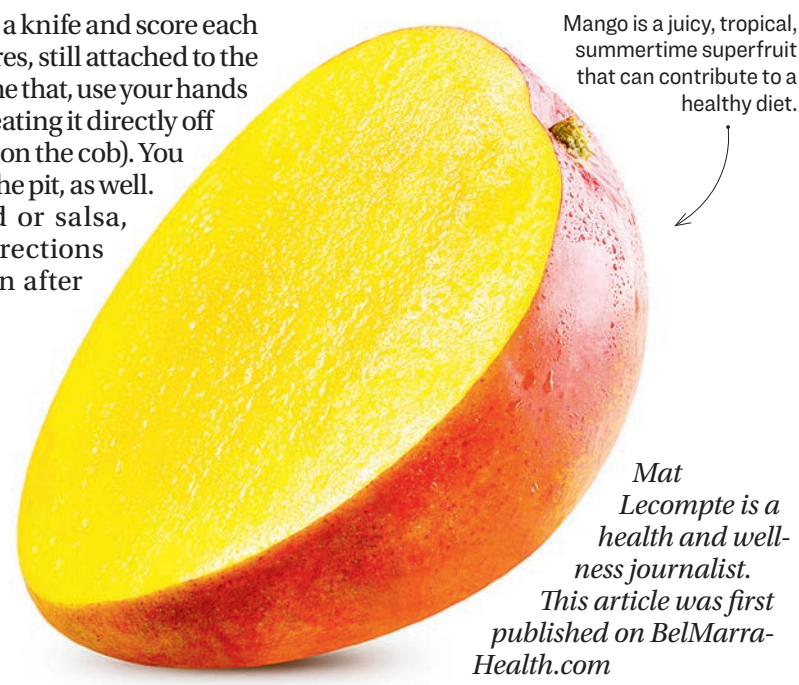 a knife and score each
res, still attached to the
ne that, use your hands
eating it directly off
on the cob). You
he pit, as well.
d or salsa,
rections
n after
Mango is a juicy, tropical,
summertime superfruit
that can contribute to a
healthy diet.
Mat
Lecompte is a
health and well-
ness journalist.
This article was first
published on BelMarra-
Health.com